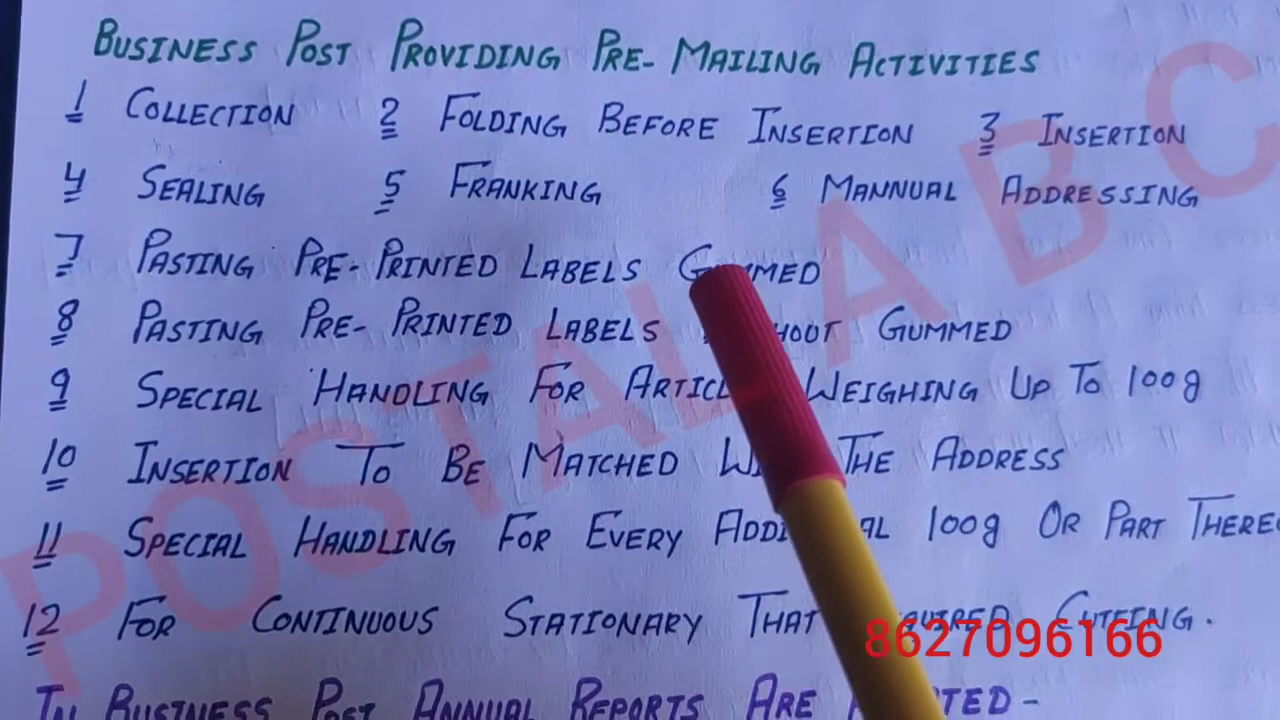 BUSINESS POST PROVIDING PRE-MAILING ACTIVITIES
1 COLLECTION 2 FOLDING BEFORE INSERTION 3 INSERTION
4 SEALING 5 FRANKING 6 MANNUAL ADDRESSING
7 PASTING PRE-PRINTED LABELS GUMMED
8 PASTING PRE-PRINTED LABELS GUMMED
9 SPECIAL HANDLING FOR WEIGHING UP TO 100g
10 INSERTION TO BE MATCHED THE ADDRESS
11 SPECIAL HANDLING FOR EVERY 100g OR PART
12 FOR CONTINUOUS STATIONARY THAT CUTEING.
8627096166
IN BUSINESS POST ANNUAL REPORTS ARE
POSTAL ABC